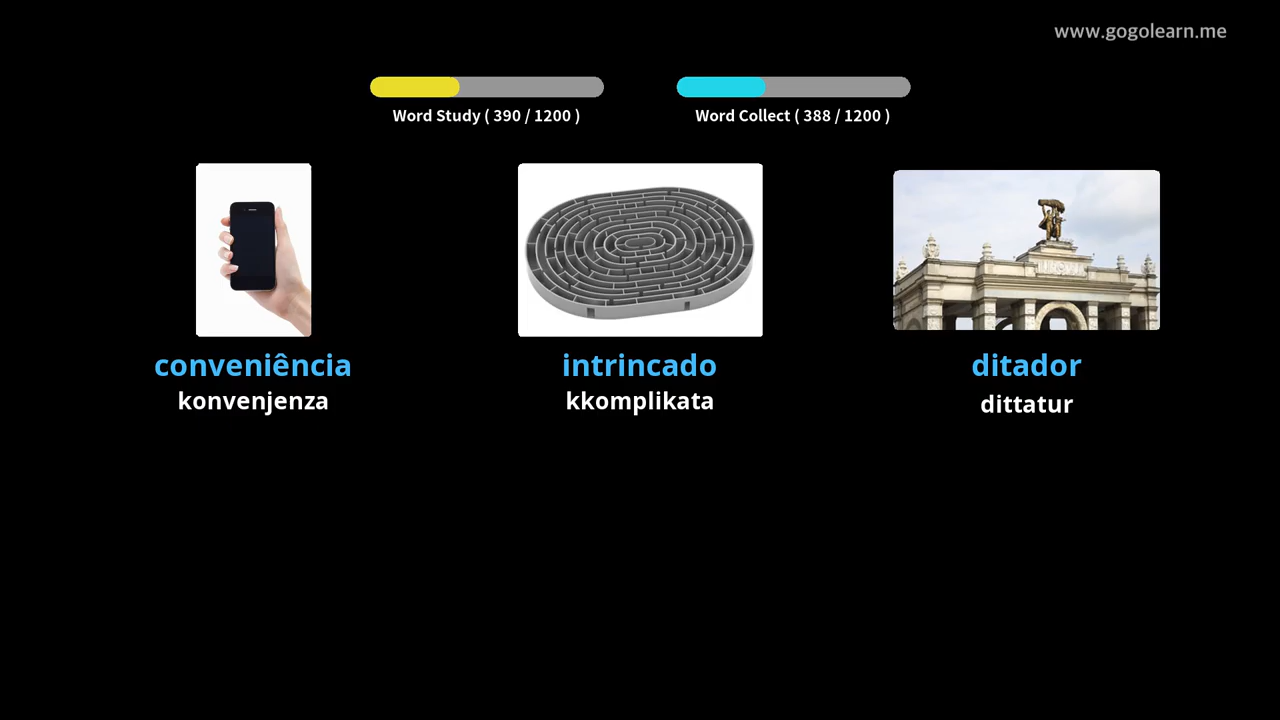 www.gogolearn.me
Word Study ( 390 / 1200 )
Word Collect ( 388 / 1200 )
conveniência
konvenjenza
intrincado
kkomplikata
ditador
dittatur